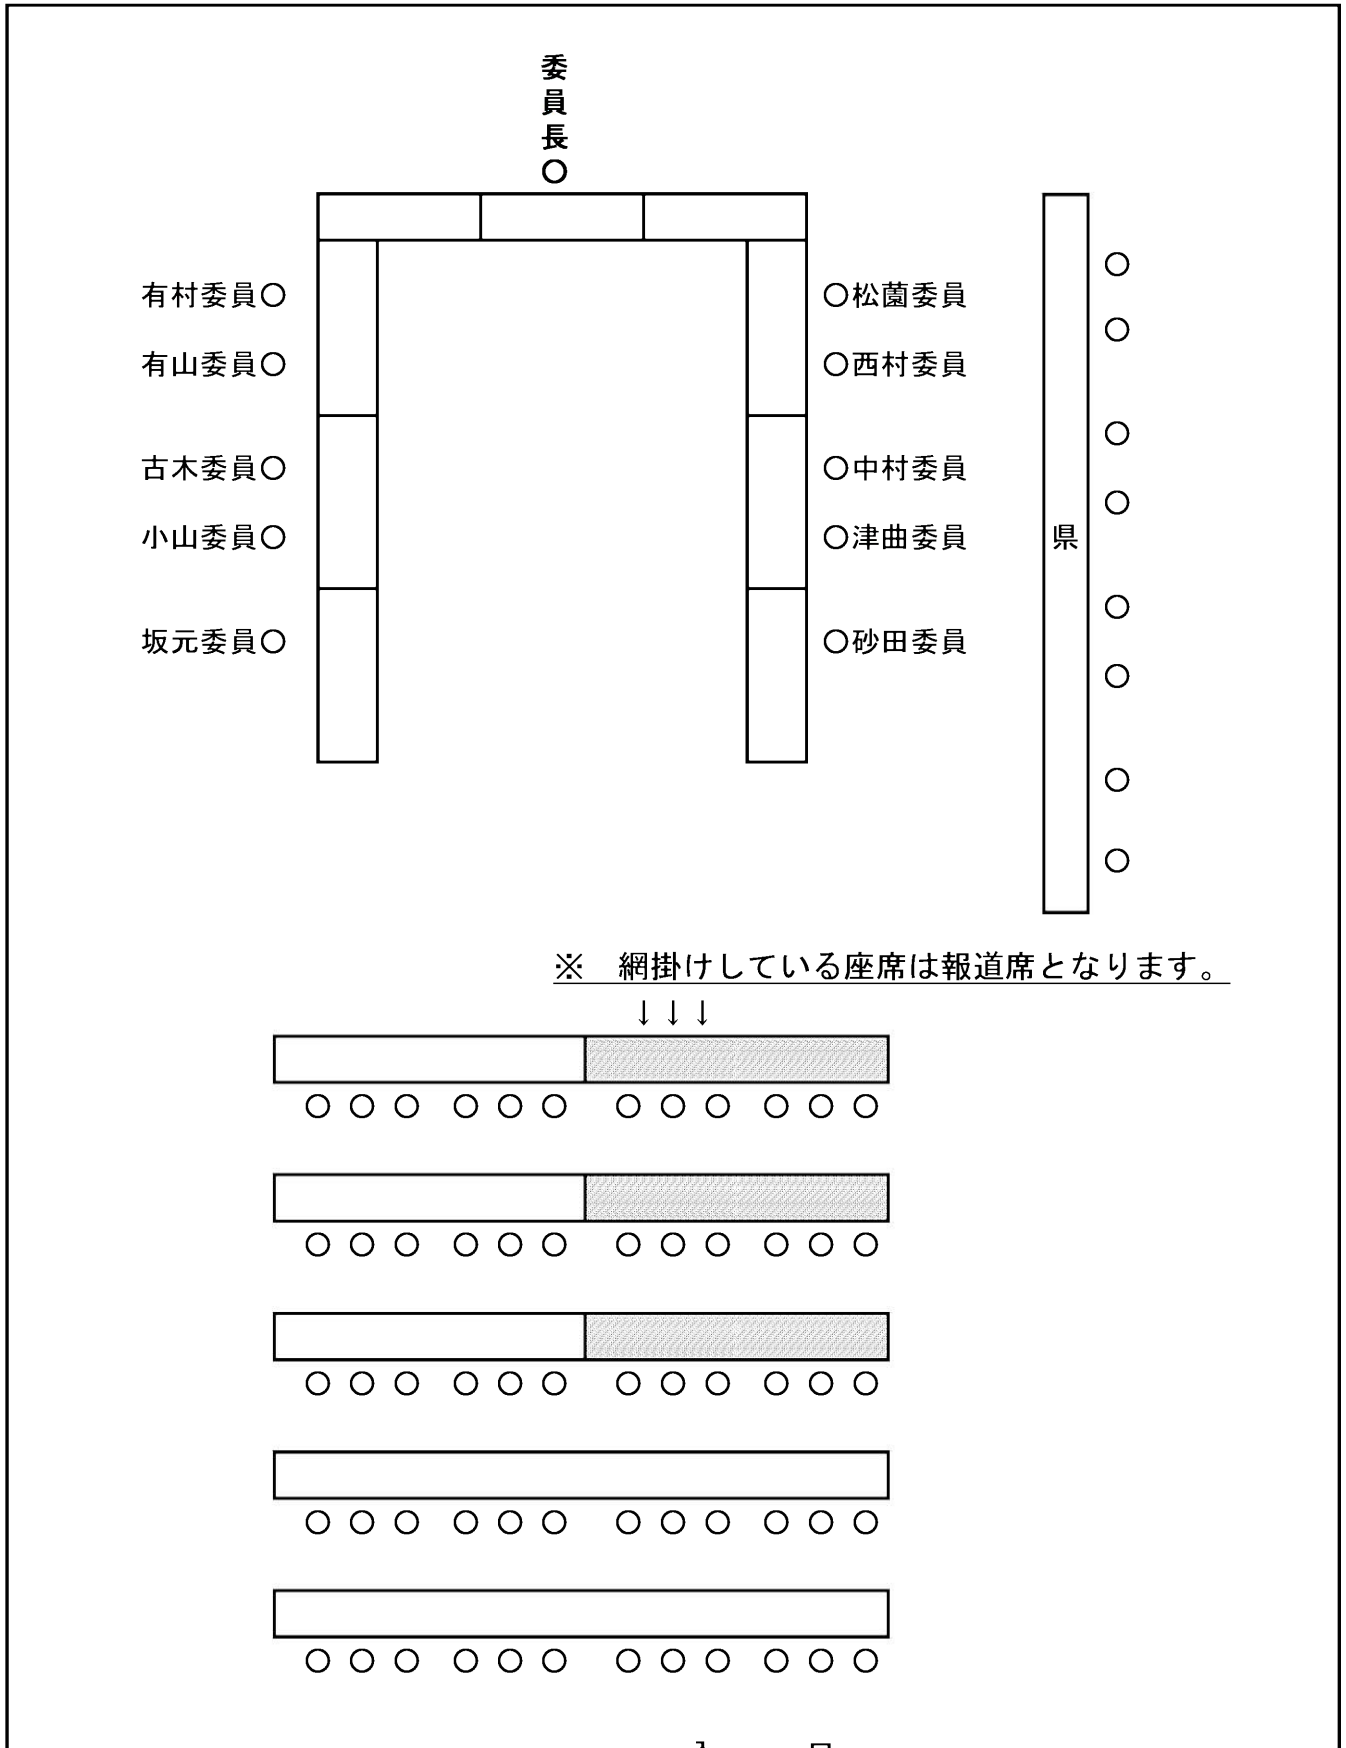 委員長○
有村委員○
○松薗委員
有山委員○
○西村委員
古木委員○
○中村委員
小山委員○
○津曲委員
県
坂元委員○
○砂田委員
※　網掛けしている座席は報道席となります。
↓ ↓ ↓